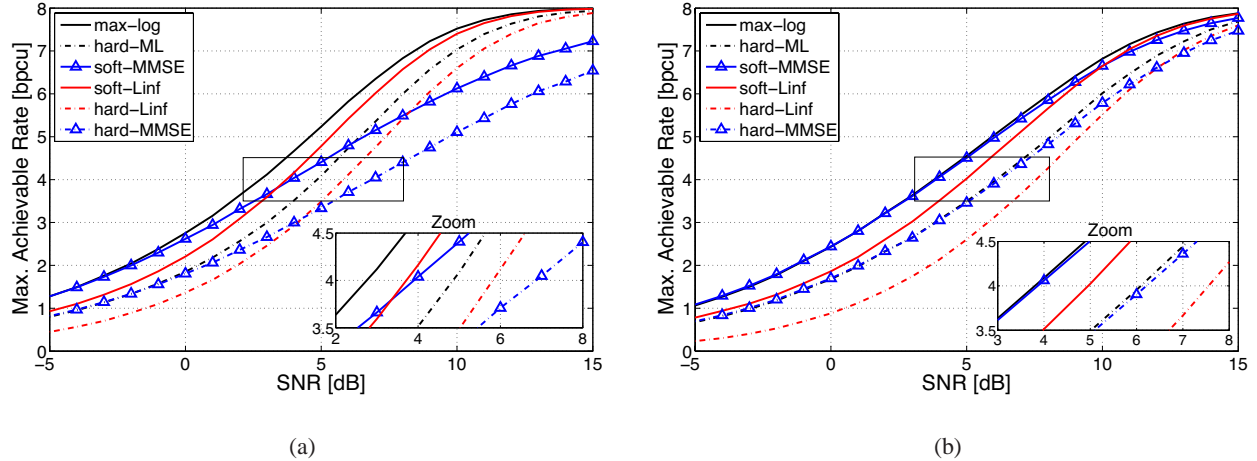 8
7
6
5
4
3
2
1
0
Max. Achievable Rate [bpcu]
max−log
hard−ML
soft−MMSE
soft−Linf
hard−Linf
hard−MMSE
Zoom
4.5
4
3.5
2
4
6
8
−5
0
5
10
15
SNR [dB]
(a)
8
7
6
5
4
3
2
1
0
Max. Achievable Rate [bpcu]
max−log
hard−ML
soft−MMSE
soft−Linf
hard−Linf
hard−MMSE
Zoom
4.5
4
3.5
3
4
5
6
7
8
−5
0
5
10
15
SNR [dB]
(b)